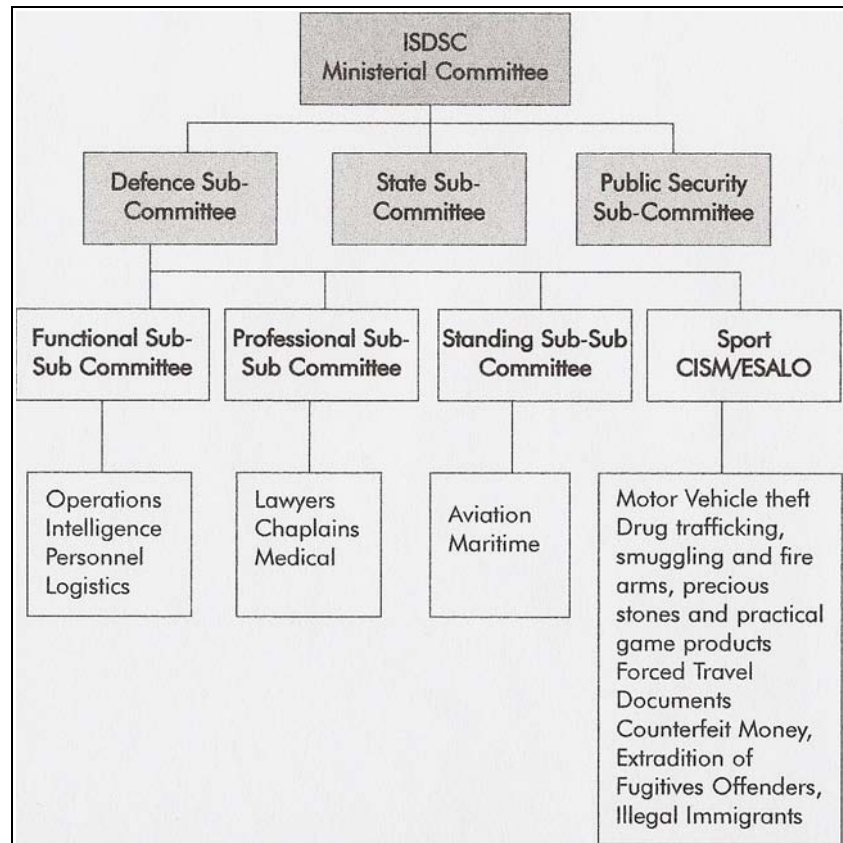 ISDSC
Ministerial Committee
Defence Sub-
Committee
State Sub-
Committee
Public Security
Sub-Committee
Functional Sub-
Sub Committee
Professional Sub-
Sub Committee
Standing Sub-Sub
Committee
Sport
CISM/ESALO
Operations
Intelligence
Personnel
Logistics
Lawyers
Chaplains
Medical
Aviation
Maritime
Motor Vehicle theft
Drug trafficking,
smuggling and fire
arms, precious
stones and practical
game products
Forced Travel
Documents
Counterfeit Money,
Extradition of
Fugitives Offenders,
Illegal Immigrants